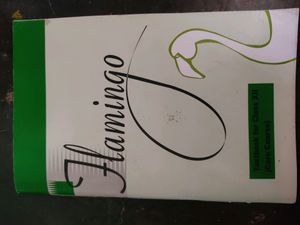 Flamingo
Textbook for Class XII
(Core Course)